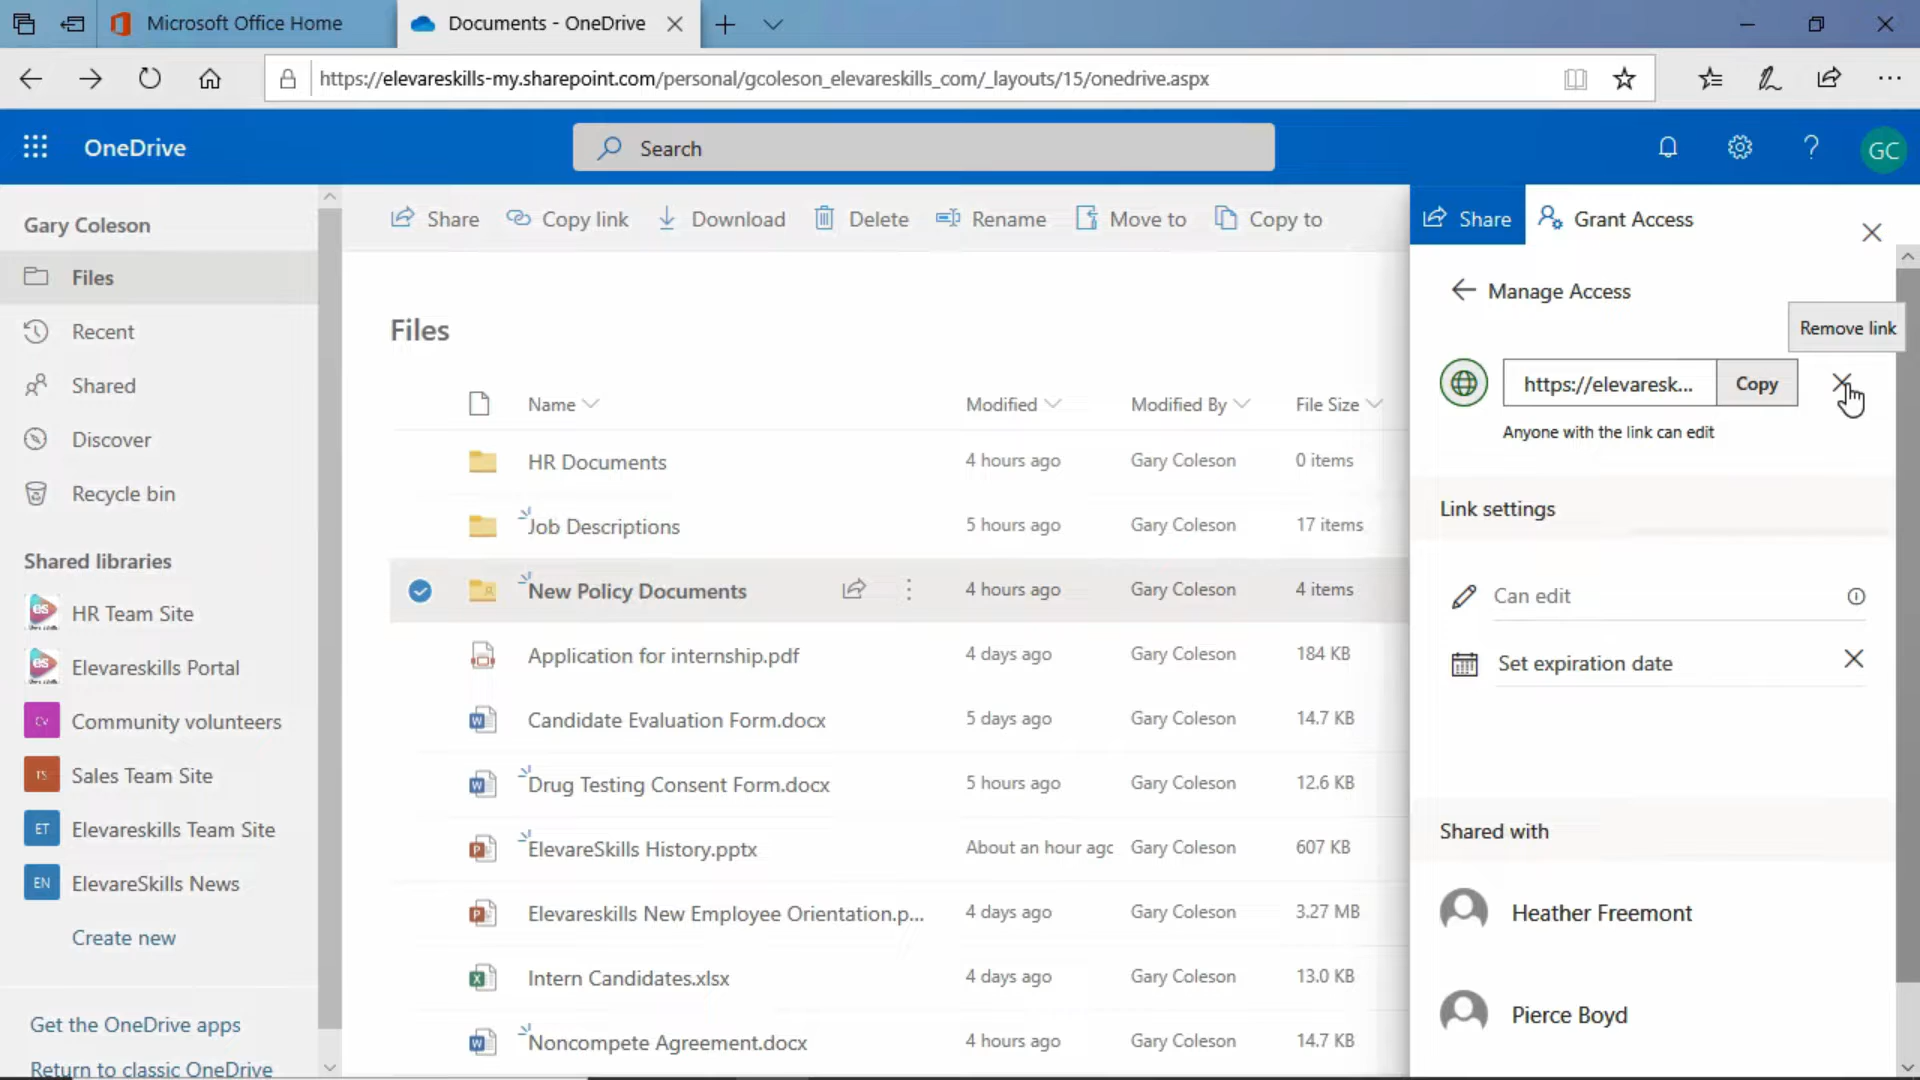 Microsoft Office Home
Documents - OneDrive
https://elevareskills-my.sharepoint.com/personal/gcoleson_elevareskills_com/_layouts/15/onedrive.aspx
OneDrive
Search
GC
Gary Coleson
Files
Recent
Shared
Discover
Recycle bin
Shared libraries
es HR Team Site
es Elevareskills Portal
CV Community volunteers
TS Sales Team Site
ET Elevareskills Team Site
EN ElevareSkills News
Create new
Get the OneDrive apps
Return to classic OneDrive
Share Copy link Download Delete Rename Move to Copy to
Files
Name Modified Modified By File Size
HR Documents 4 hours ago Gary Coleson 0 items
Job Descriptions 5 hours ago Gary Coleson 17 items
New Policy Documents 4 hours ago Gary Coleson 4 items
Application for internship.pdf 4 days ago Gary Coleson 184 KB
Candidate Evaluation Form.docx 5 days ago Gary Coleson 14.7 KB
Drug Testing Consent Form.docx 5 hours ago Gary Coleson 12.6 KB
ElevareSkills History.pptx About an hour agc Gary Coleson 607 KB
Elevareskills New Employee Orientation.p... 4 days ago Gary Coleson 3.27 MB
Intern Candidates.xlsx 4 days ago Gary Coleson 13.0 KB
Noncompete Agreement.docx 4 hours ago Gary Coleson 14.7 KB
Share Grant Access
Manage Access
Remove link
https://elevaresk... Copy
Anyone with the link can edit
Link settings
Can edit
Set expiration date
Shared with
Heather Freemont
Pierce Boyd